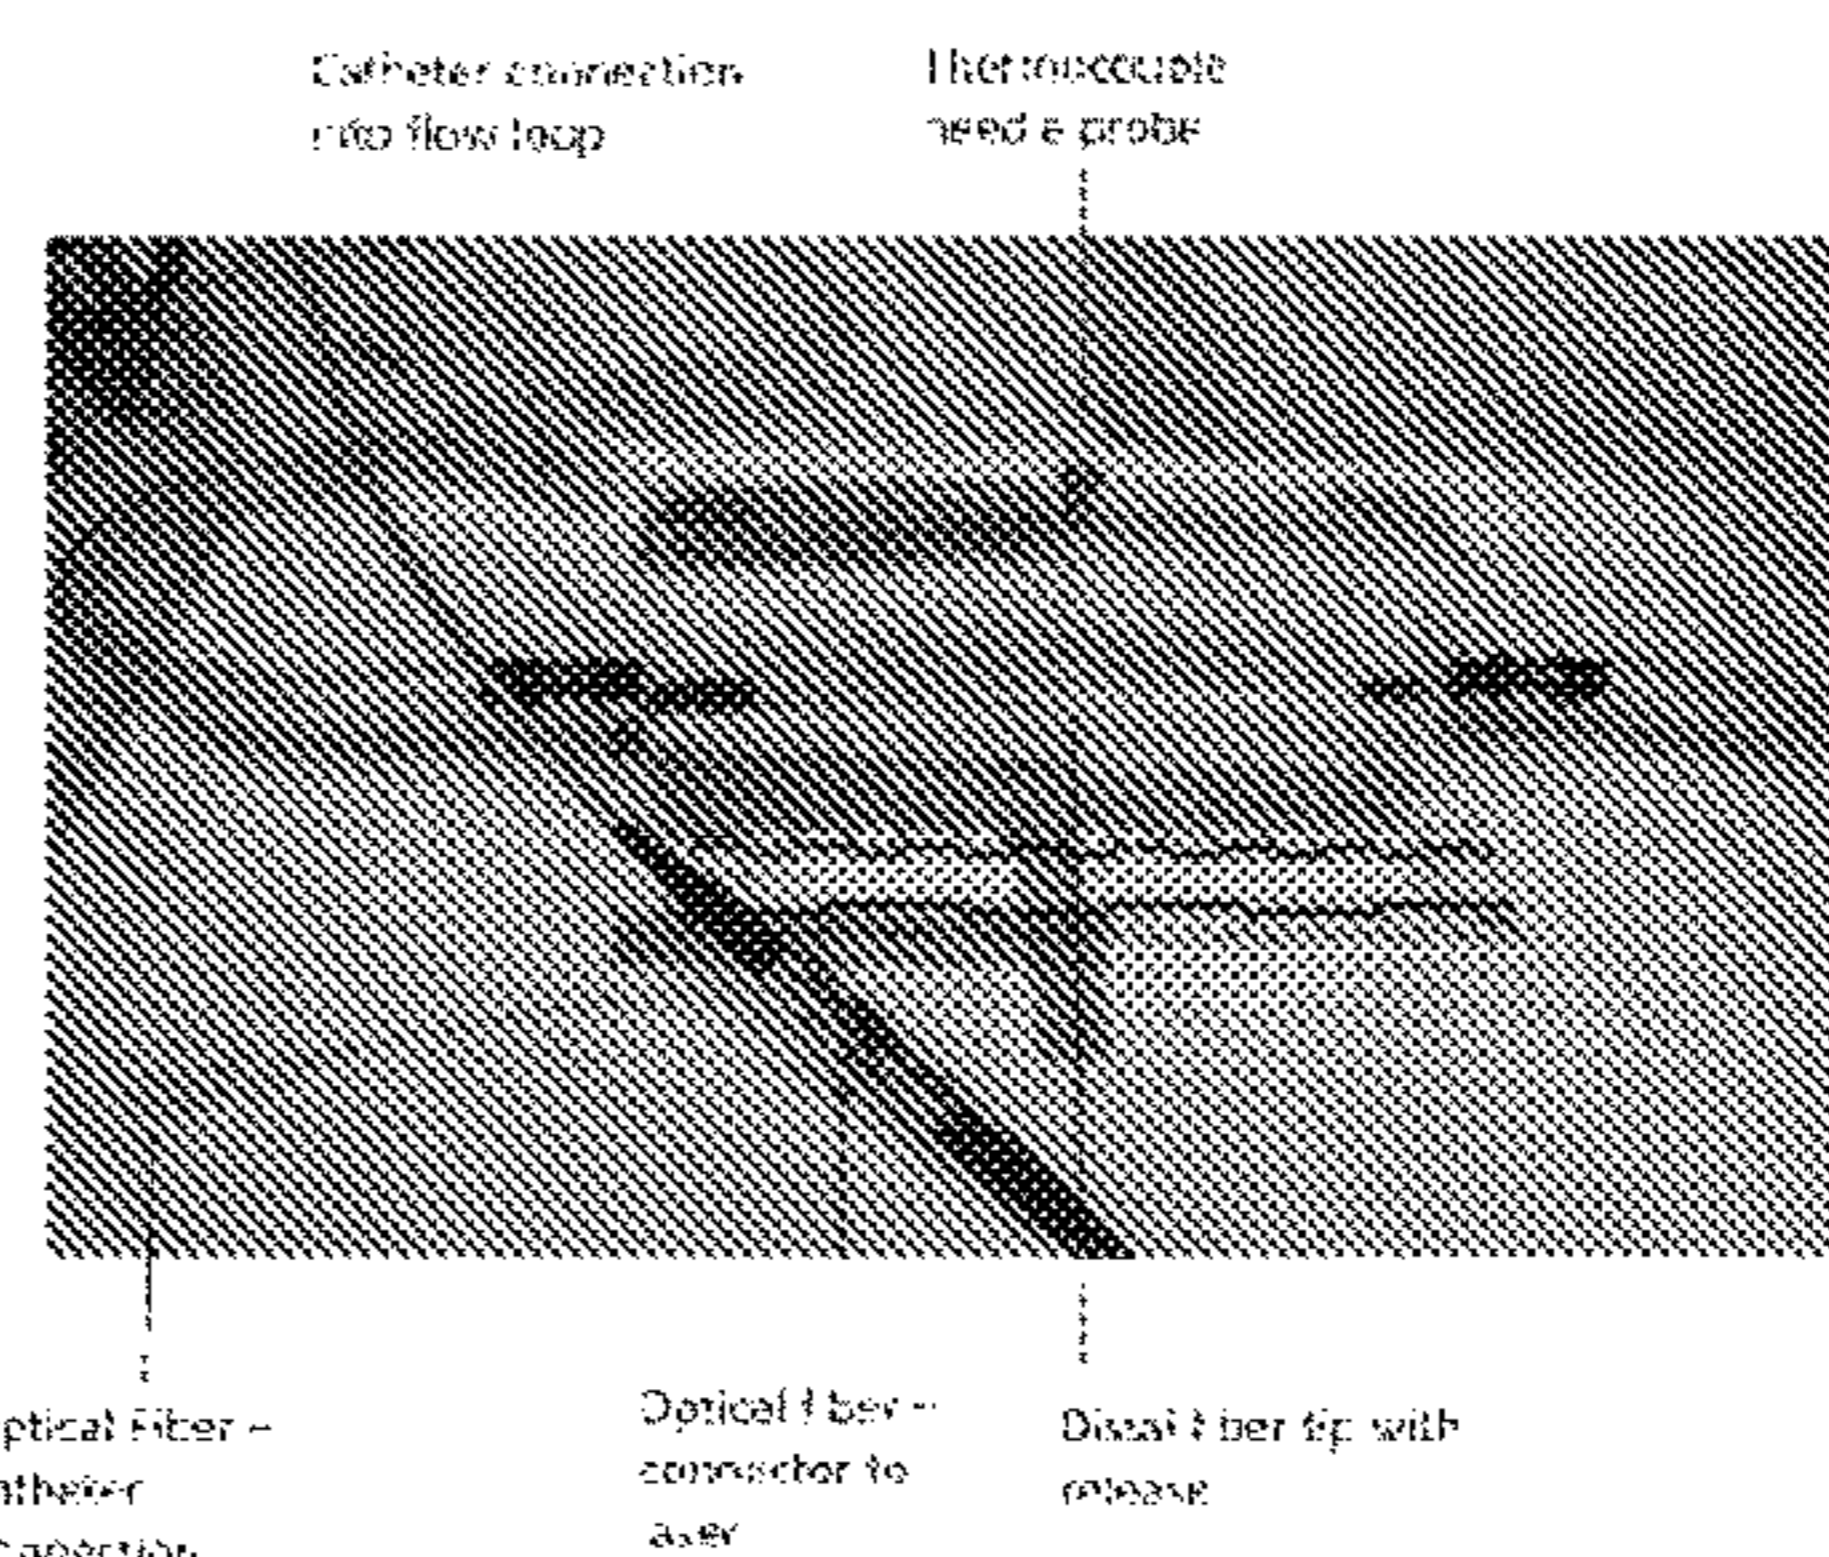 Catheter connection
into flow loop
Thermocouple
need a probe
ptical Fiber –
atheter
Optical fiber –
connector to
aser
Distal fiber tip with
release